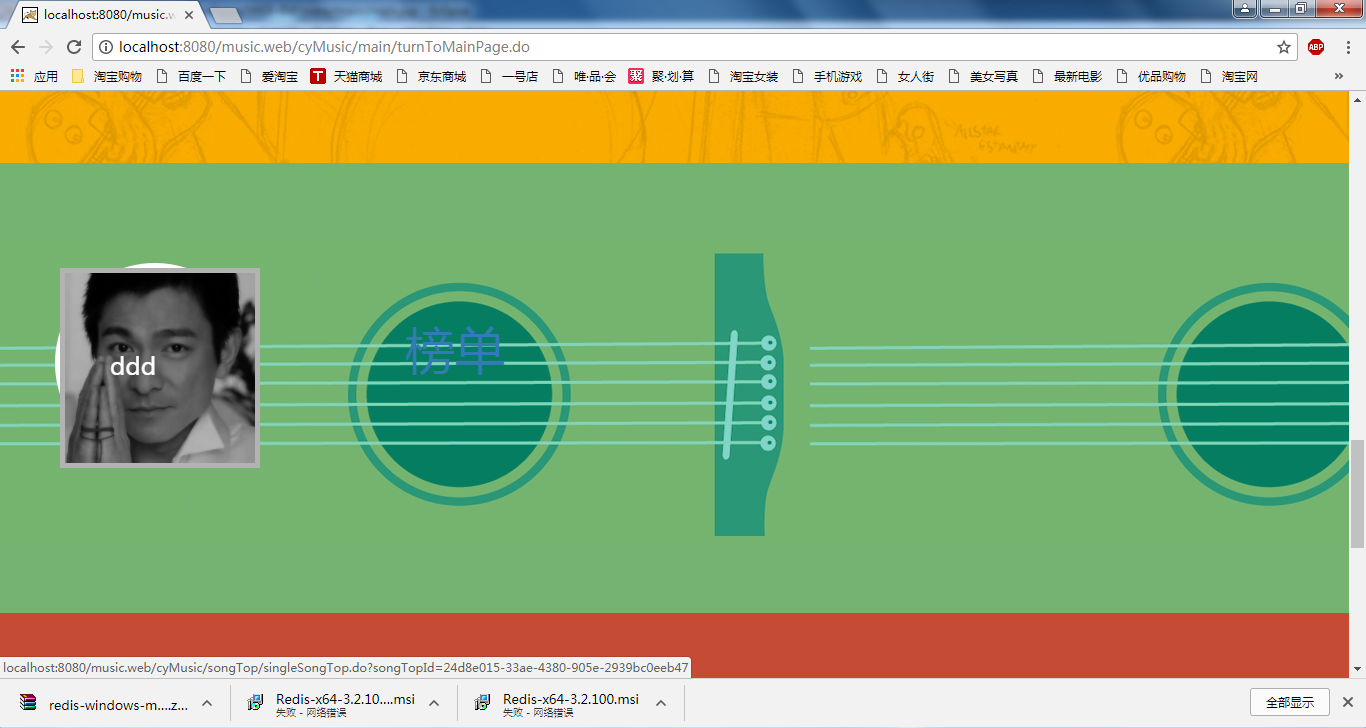 localhost:8080/music.w
localhost:8080/music.web/cyMusic/main/turnToMainPage.do
ABP
应用 淘宝购物 百度一下 爱淘宝 T 天猫商城 京东商城 一号店 唯·品·会 聚 聚·划·算 淘宝女装 手机游戏 女人街 美女写真 最新电影 优品购物 淘宝网 »
榜单
ddd
localhost:8080/music.web/cyMusic/songTop/singleSongTop.do?songTopId=24d8e015-33ae-4380-905e-2939bc0eeb47
redis-windows-m....z...
Redis-x64-3.2.10....msi
失败 - 网络错误
Redis-x64-3.2.100.msi
失败 - 网络错误
全部显示